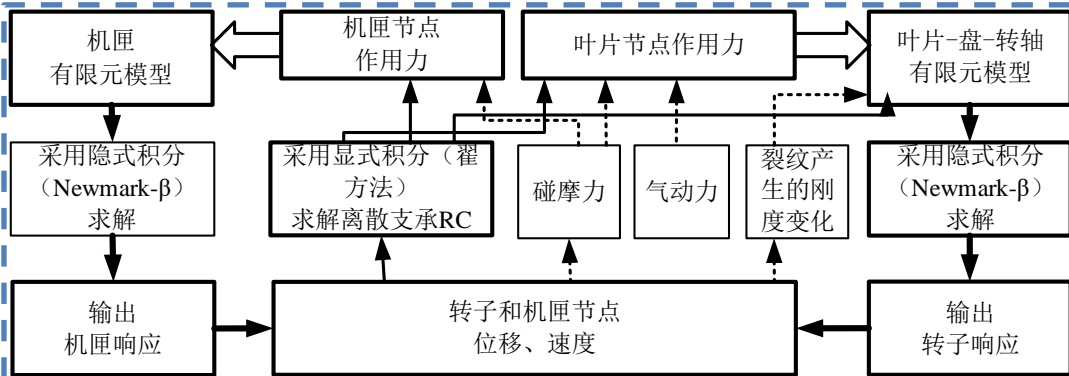 机匣
有限元模型
机匣节点
作用力
叶片节点作用力
叶片-盘-转轴
有限元模型
采用隐式积分
（Newmark-β）
求解
采用显式积分（翟
方法）
求解离散支承RC
碰摩力
气动力
裂纹产
生的刚
度变化
采用隐式积分
（Newmark-β）
求解
输出
机匣响应
转子和机匣节点
位移、速度
输出
转子响应